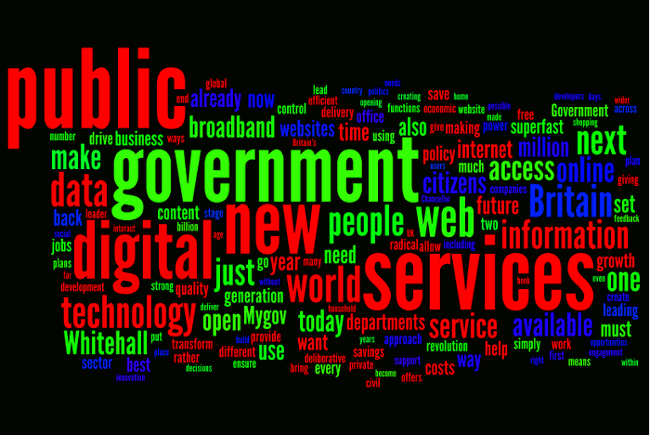 needs
global
lead
country
politics
creating
save
home
developers
days
wider
public
end
already
now
efficient
opening
possible
across
control
delivery
office
functions
economic
website
made
free
Government
shopping
number
drive
business
ways
broadband
websites
time
using
also
give
making
power
superfast
next
plan
Britain's
make
government
policy
internet
million
users
much
access
online
giving
data
citizens
companies
Chancellor
back
leader
content
stage
new
people
web
future
Britain
set
feedback
social
interact
billion
age
UK
two
information
jobs
digital
radical
allow
including
plans
just
go
year
many
need
services
growth
far
without
world
book
even
one
development
strong
quality
generation
create
technology
deliver
household
leading
open
Mygov
today
departments
service
available
must
Whitehall
put
transform
build
provide
want
years
approach
revolution
help
simply
work
opportunities
place
rather
different
use
deliberative
savings
support
way
right
first
engagement
sector
best
decisions
ensure
bring
every
private
become
costs
means
within
innovation
civil
offers